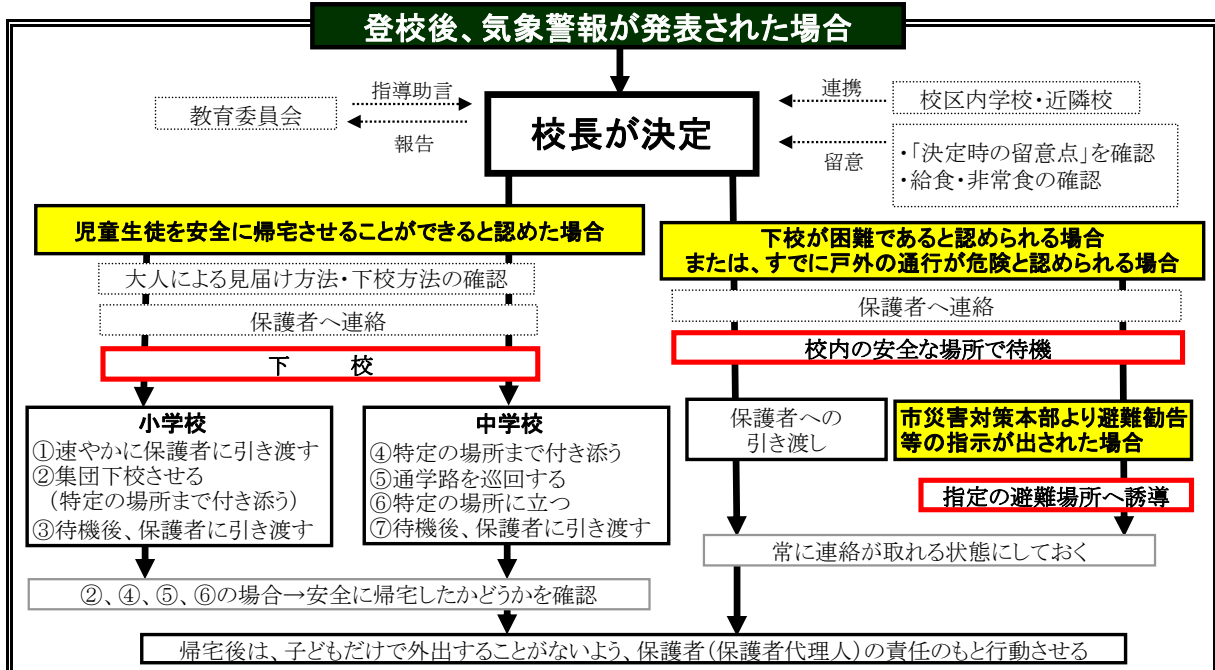 登校後、気象警報が発表された場合
指導助言
教育委員会
報告
校長が決定
連携
校区内学校・近隣校
留意
・「決定時の留意点」を確認
・給食・非常食の確認
児童生徒を安全に帰宅させることができると認めた場合
大人による見届け方法・下校方法の確認
保護者へ連絡
下　　校
小学校
①速やかに保護者に引き渡す
②集団下校させる
(特定の場所まで付き添う)
③待機後、保護者に引き渡す
中学校
④特定の場所まで付き添う
⑤通学路を巡回する
⑥特定の場所に立つ
⑦待機後、保護者に引き渡す
②、④、⑤、⑥の場合→安全に帰宅したかどうかを確認
下校が困難であると認められる場合
または、すでに戸外の通行が危険と認められる場合
保護者へ連絡
校内の安全な場所で待機
保護者への
引き渡し
市災害対策本部より避難勧告
等の指示が出された場合
指定の避難場所へ誘導
常に連絡が取れる状態にしておく
帰宅後は、子どもだけで外出することがないよう、保護者(保護者代理人)の責任のもと行動させる